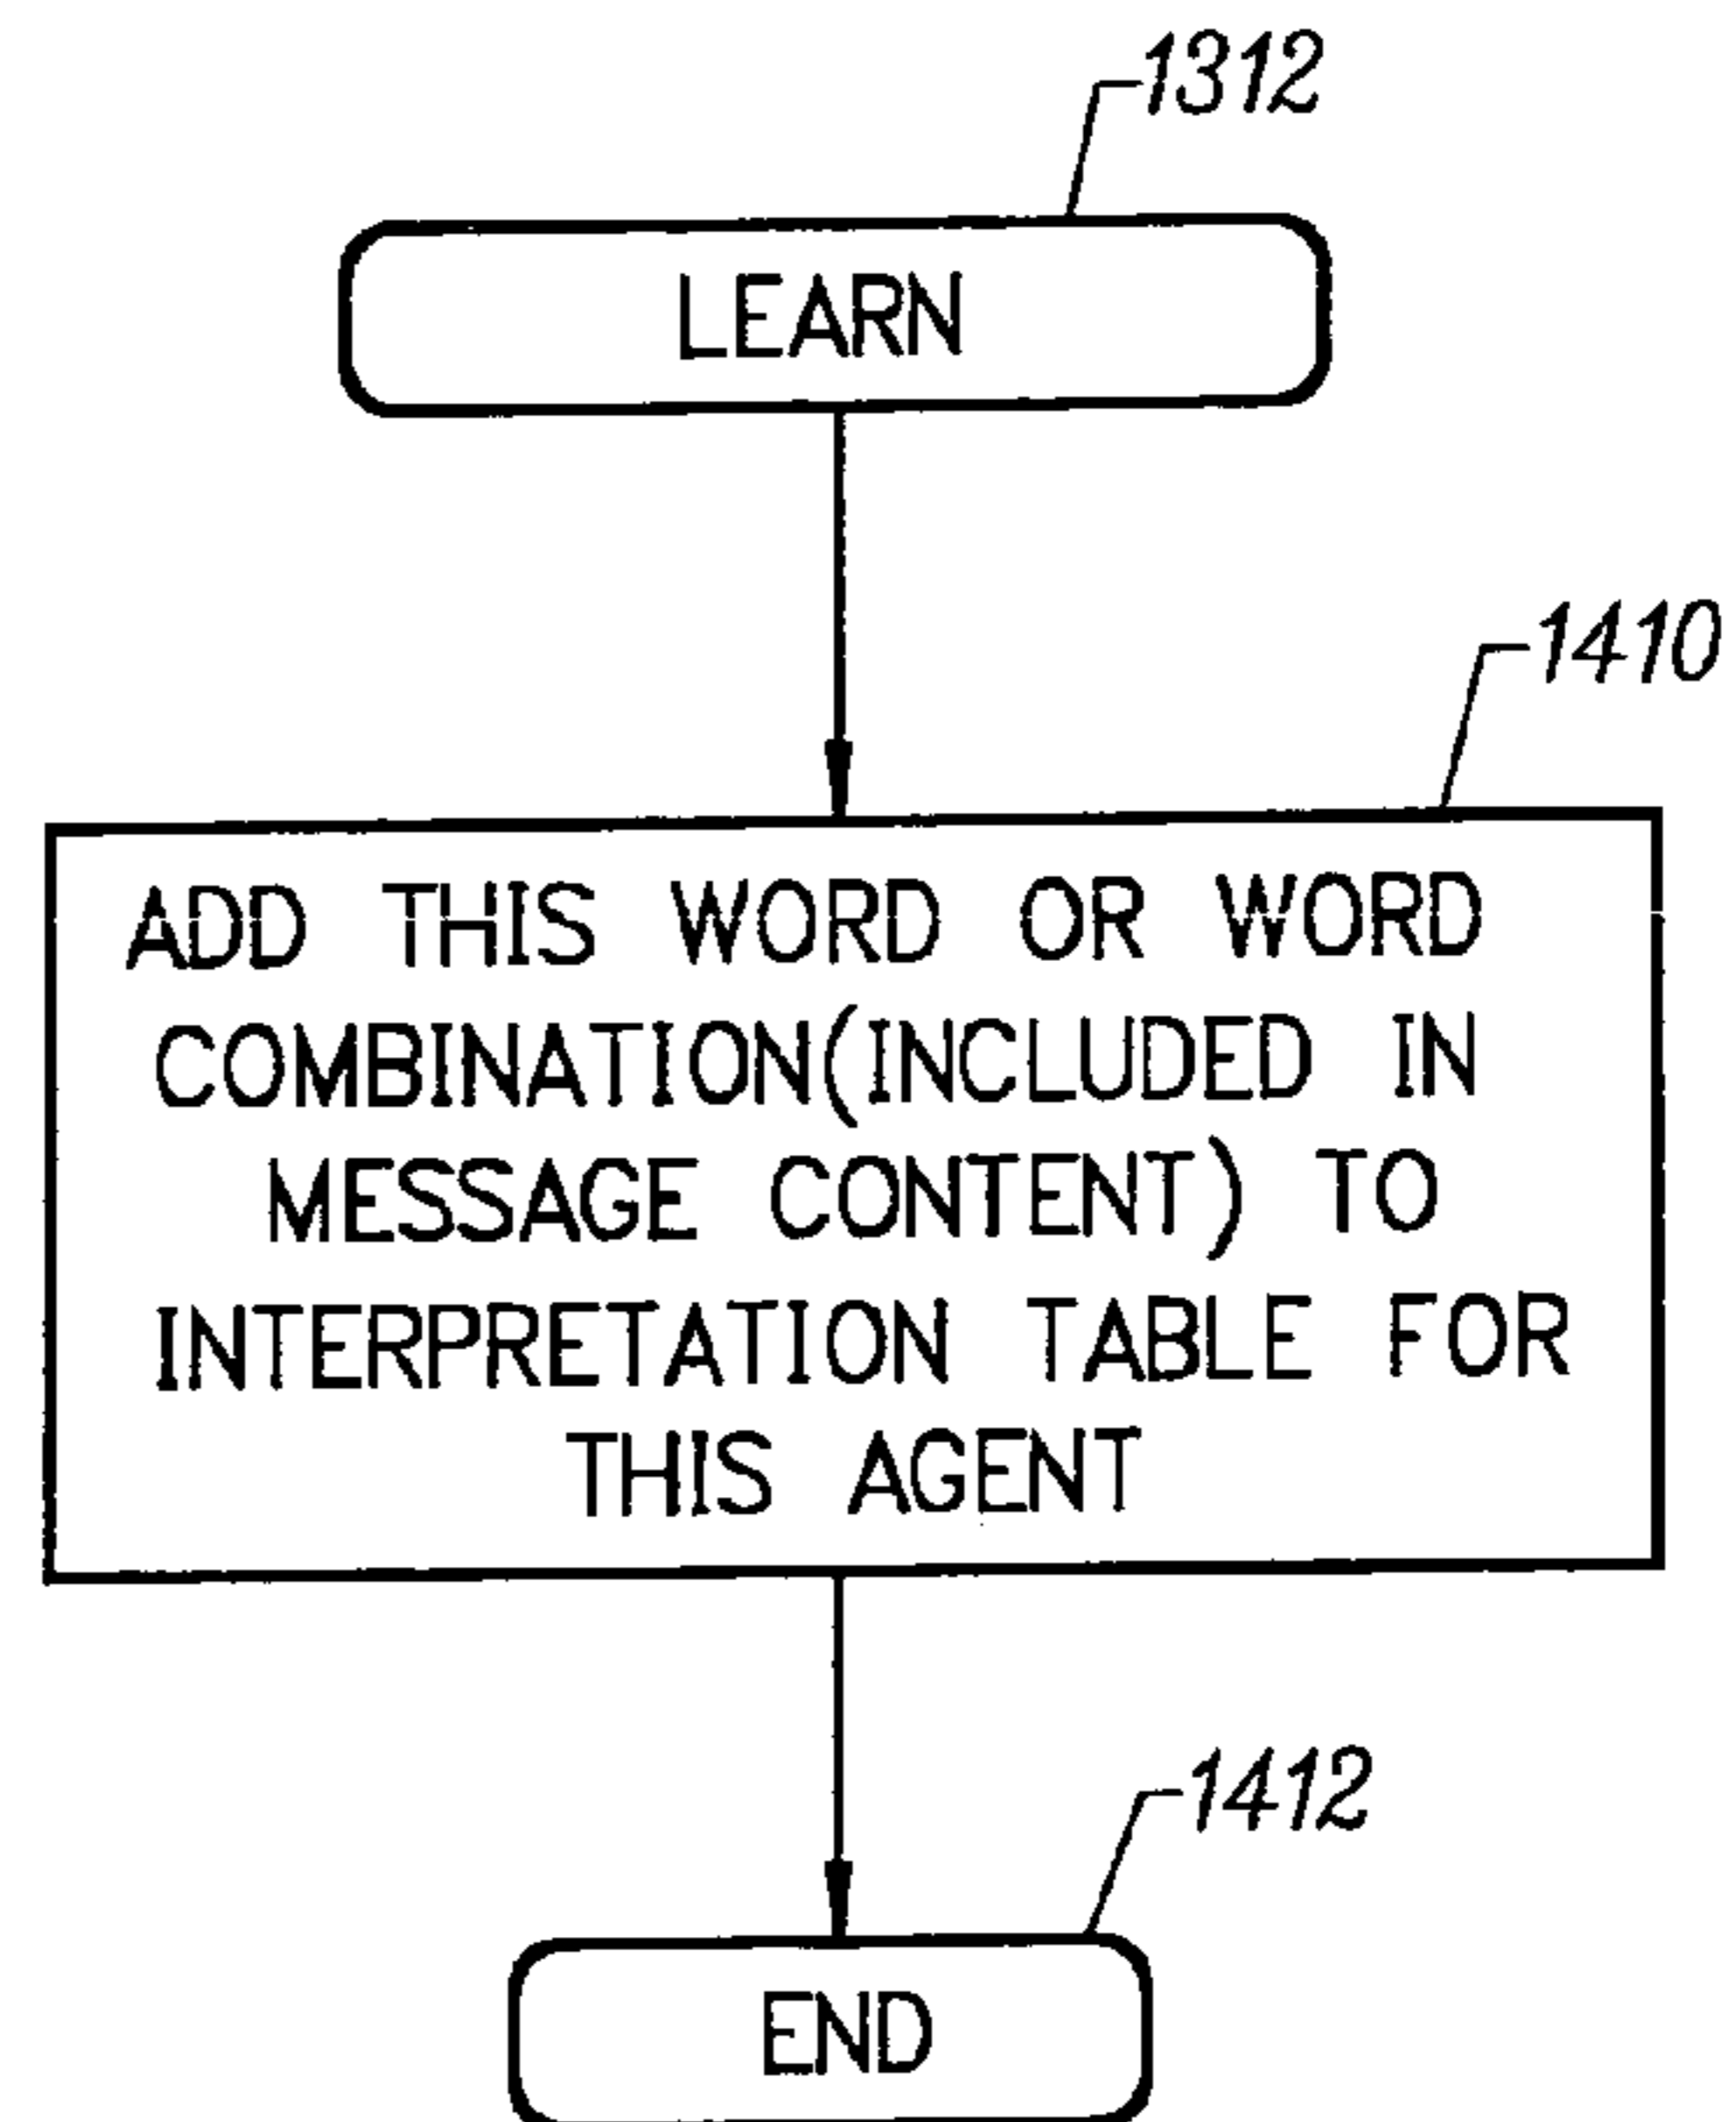 1312
LEARN
1410
ADD THIS WORD OR WORD
COMBINATION(INCLUDED IN
MESSAGE CONTENT) TO
INTERPRETATION TABLE FOR
THIS AGENT
1412
END